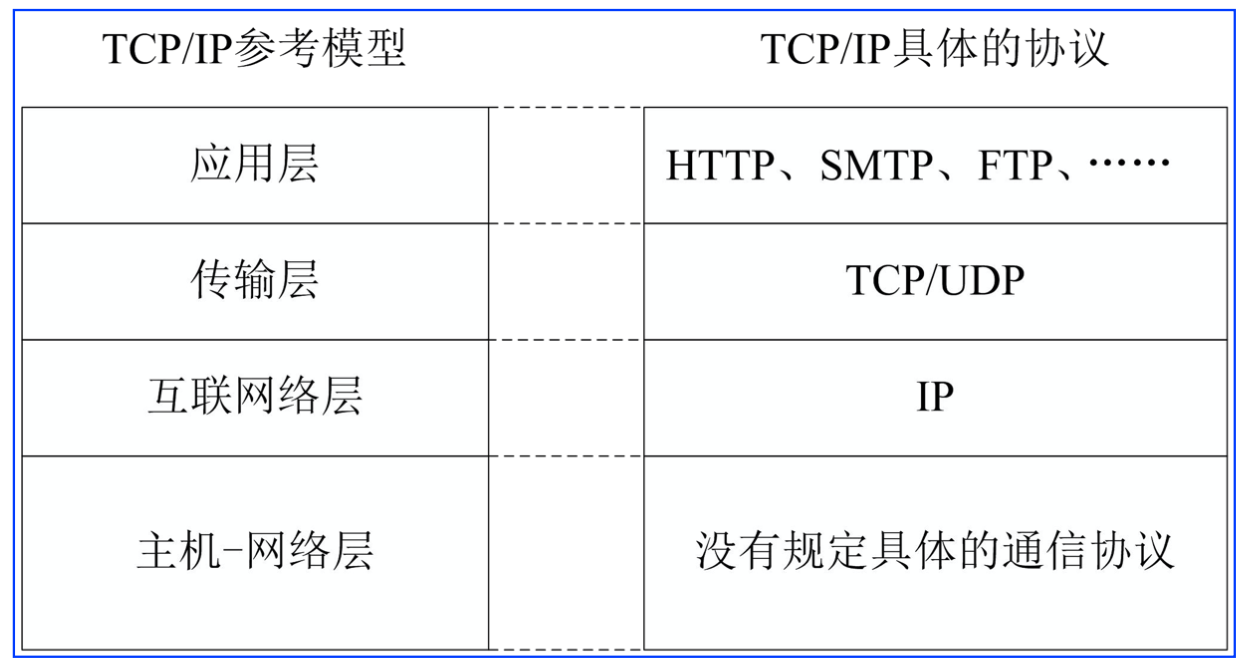 TCP/IP参考模型 TCP/IP具体的协议
应用层 HTTP、SMTP、FTP、……
传输层 TCP/UDP
互联网络层 IP
主机-网络层 没有规定具体的通信协议